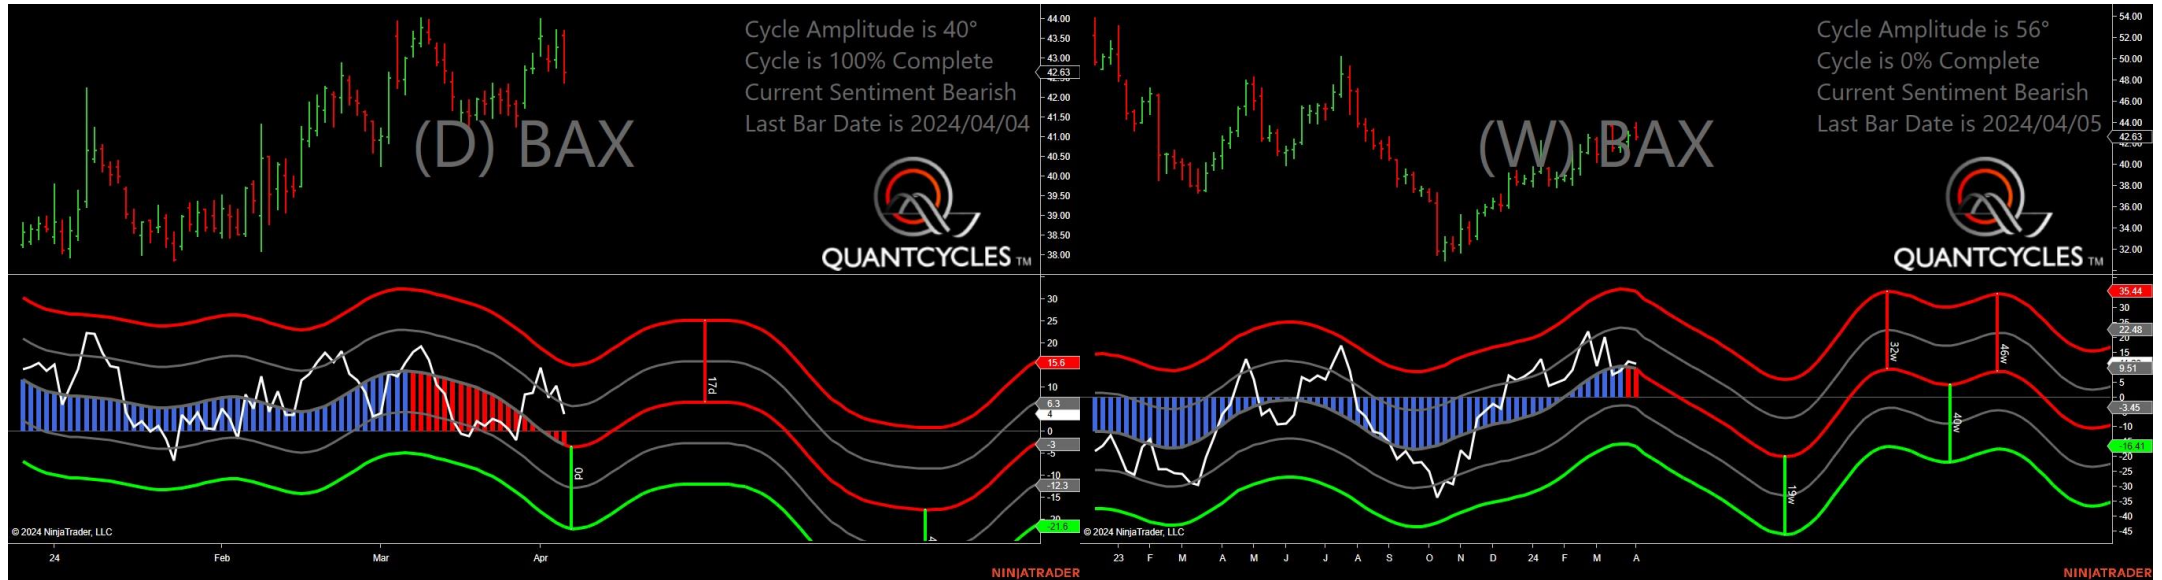 Cycle Amplitude is 40°
Cycle is 100% Complete
Current Sentiment Bearish
Last Bar Date is 2024/04/04
(D) BAX
QUANTCYCLES TM
44.00
43.50
43.00
42.63
42.00
41.50
41.00
40.50
40.00
39.50
39.00
38.50
38.00
30
25
20
15.6
10
6.3
4
0
-3
-5
-10
-12.3
-15
-21.6
17d
0d
© 2024 NinjaTrader, LLC
24 Feb Mar Apr
NINJATRADER
Cycle Amplitude is 56°
Cycle is 0% Complete
Current Sentiment Bearish
Last Bar Date is 2024/04/05
(W) BAX
QUANTCYCLES TM
54.00
52.00
50.00
48.00
46.00
44.00
42.63
40.00
38.00
36.00
34.00
32.00
35.44
30
25
22.48
20
15
9.51
5
0
-3.45
-10
-16.41
-20
-25
-30
-35
-40
-45
32w
46w
40w
19w
© 2024 NinjaTrader, LLC
23 F M A M J J A S O N D 24 F M A
NINJATRADER